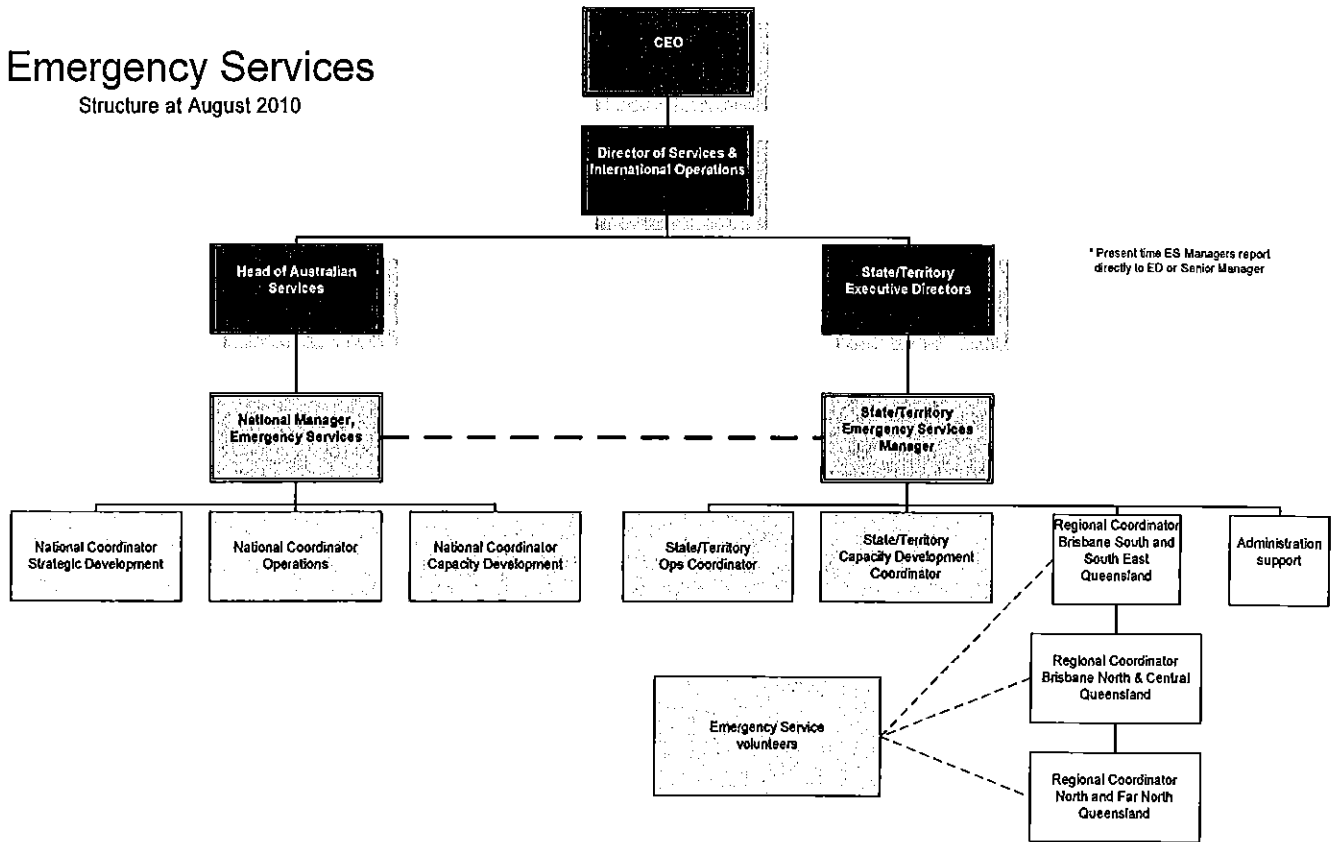 Emergency Services
Structure at August 2010
CEO
Director of Services &
International Operations
Head of Australian
Services
State/Territory
Executive Directors
* Present time ES Managers report
directly to ED or Senior Manager
National Manager,
Emergency Services
State/Territory
Emergency Services
Manager
National Coordinator
Strategic Development
National Coordinator
Operations
National Coordinator
Capacity Development
State/Territory
Ops Coordinator
State/Territory
Capacity Development
Coordinator
Regional Coordinator
Brisbane South and
South East
Queensland
Administration
support
Regional Coordinator
Brisbane North & Central
Queensland
Emergency Service
volunteers
Regional Coordinator
North and Far North
Queensland